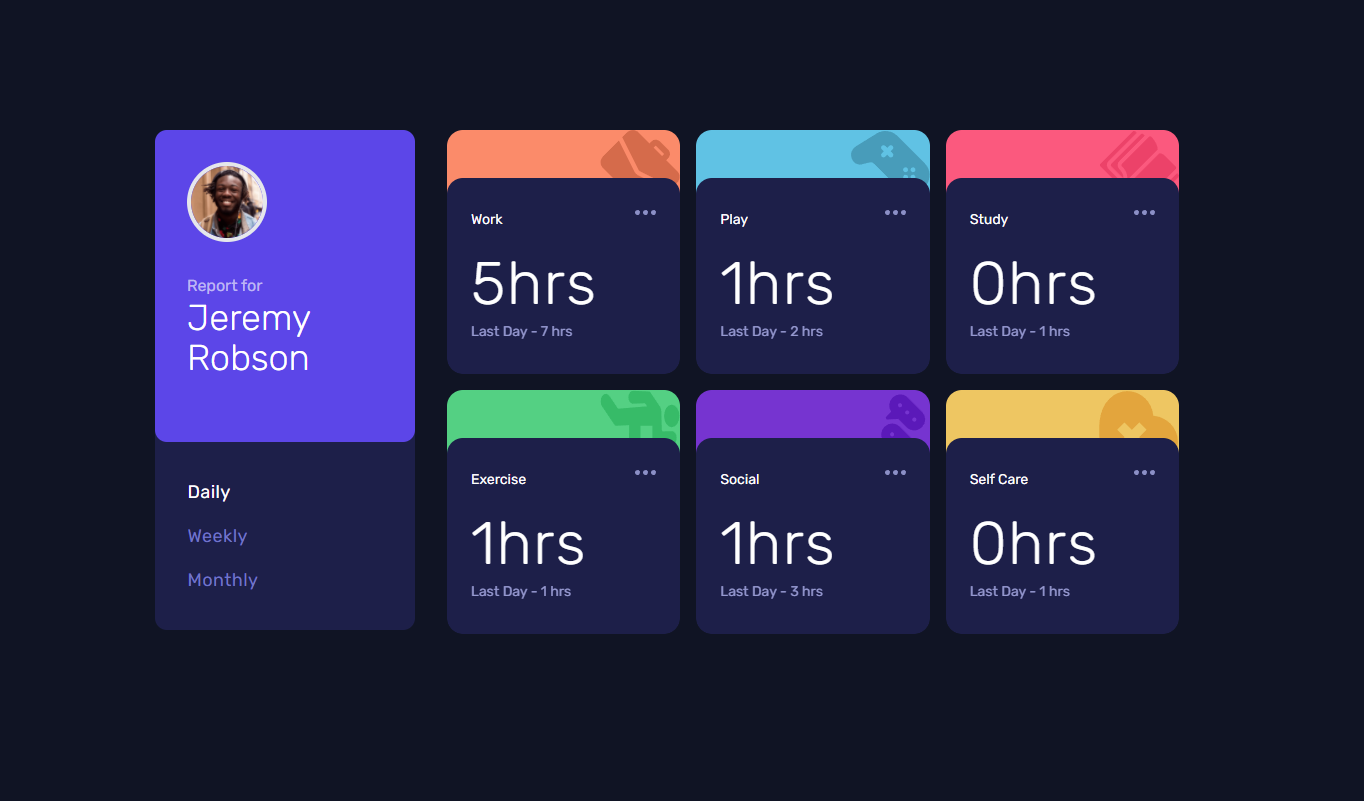 Report for
Jeremy
Robson
Daily
Weekly
Monthly
Work
5hrs
Last Day - 7 hrs
Play
1hrs
Last Day - 2 hrs
Study
0hrs
Last Day - 1 hrs
Exercise
1hrs
Last Day - 1 hrs
Social
1hrs
Last Day - 3 hrs
Self Care
0hrs
Last Day - 1 hrs